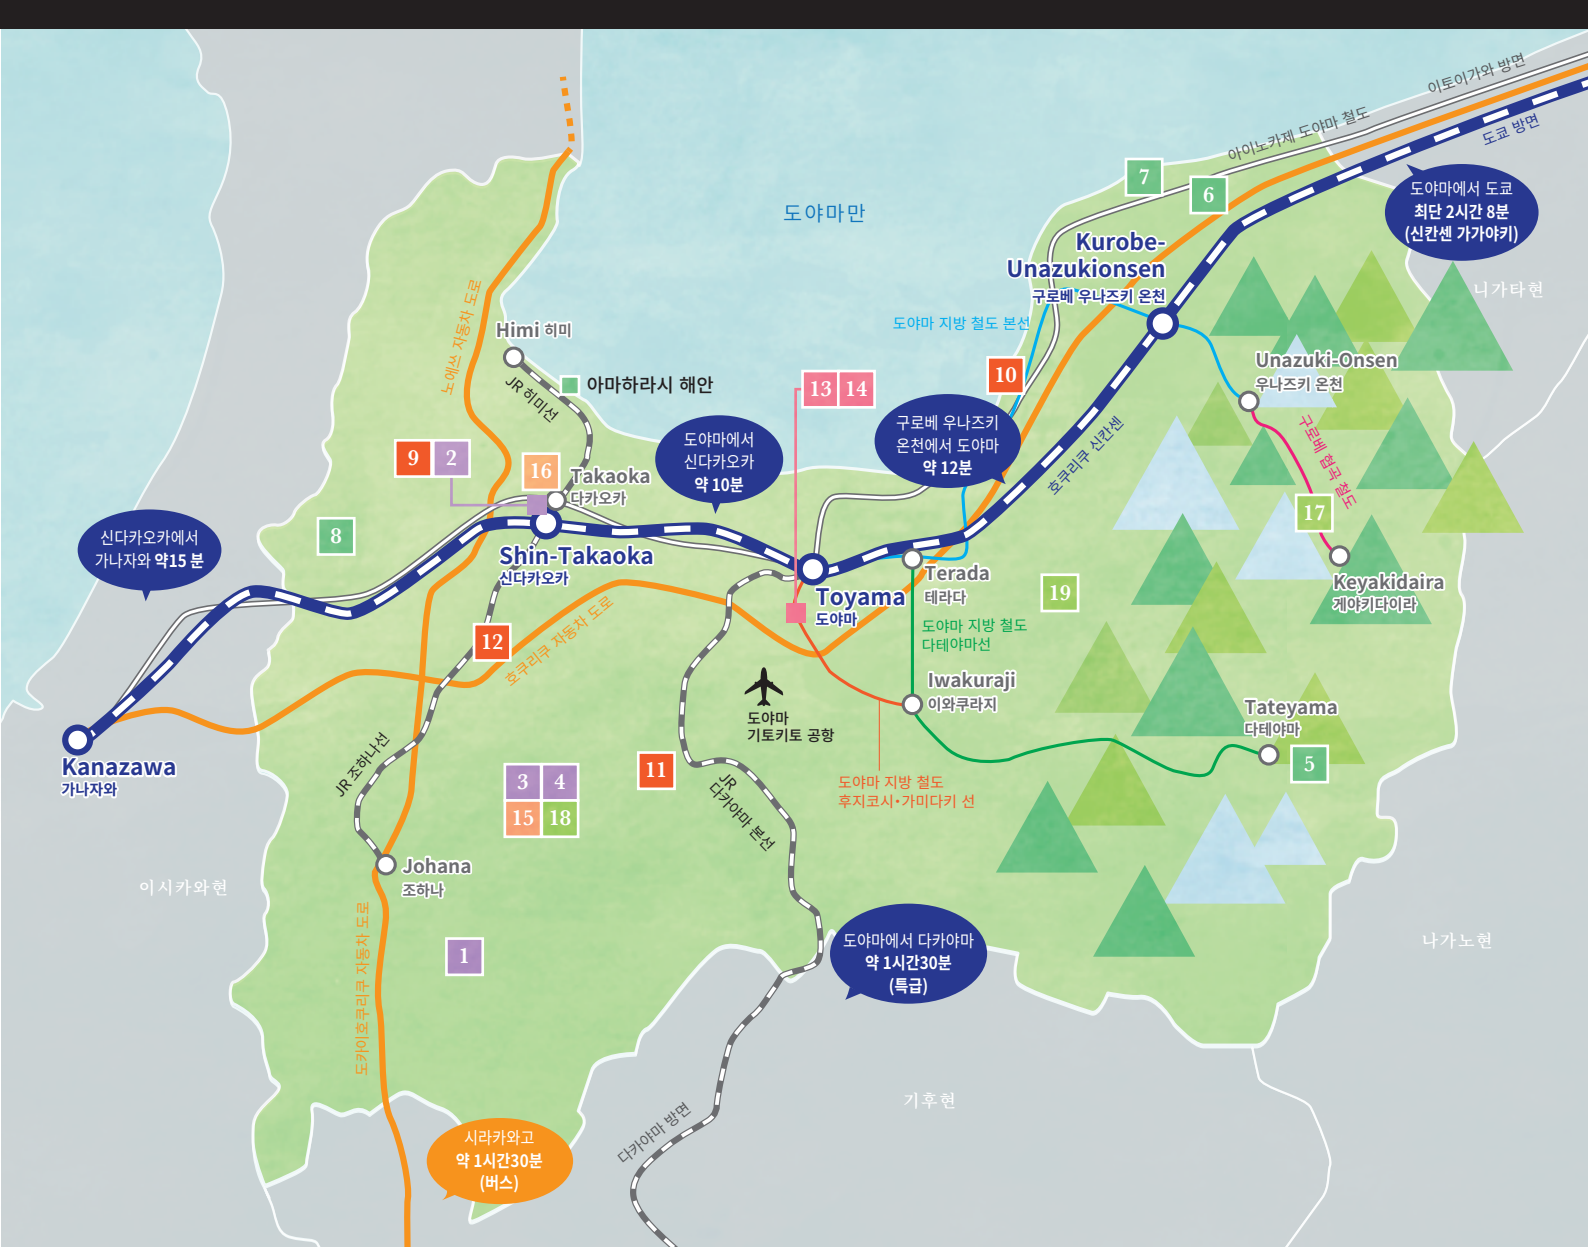 이토이가와 방면
아이노카제 도야마 철도
도쿄 방면
도야마에서 도쿄
최단 2시간 8분
(신칸센 가가야키)
7
6
도야마만
Kurobe-
Unazukionsen
구로베 우나즈키 온천
니가타현
도야마 지방 철도 본선
노에쓰 자동차 도로
Himi 히미
JR 히미선
아마하라시 해안
Unazuki-Onsen
우나즈키 온천
10
13
14
구로베 우나즈키
온천에서 도야마
약 12분
호쿠리쿠 신칸센
구로베 협곡 철도
도야마에서
신다카오카
약 10분
9
2
16
Takaoka
다카오카
17
8
신다카오카에서
가나자와 약15 분
Shin-Takaoka
신다카오카
Keyakidaira
게야키다이라
Terada
테라다
19
Toyama
도야마
도야마 지방 철도
다테야마선
12
호쿠리쿠 자동차 도로
Iwakuraji
이와쿠라지
도야마
기토키토 공항
Tateyama
다테야마
5
Kanazawa
가나자와
JR 조하나선
11
JR
다카야마 본선
도야마 지방 철도
후지코시·가미다키 선
3
4
15
18
Johana
조하나
이시카와현
도카이호쿠리쿠 자동차 도로
1
도야마에서 다카야마
약 1시간30분
(특급)
나가노현
기후현
다카야마 방면
시라카와고
약 1시간30분
(버스)